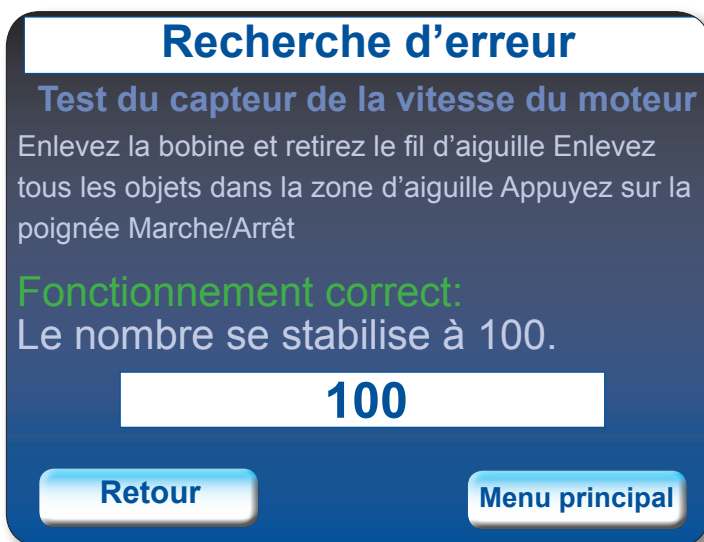 Recherche d'erreur
Test du capteur de la vitesse du moteur
Enlevez la bobine et retirez le fil d'aiguille Enlevez
tous les objets dans la zone d'aiguille Appuyez sur la
poignée Marche/Arrêt
Fonctionnement correct:
Le nombre se stabilise à 100.
100
Retour
Menu principal